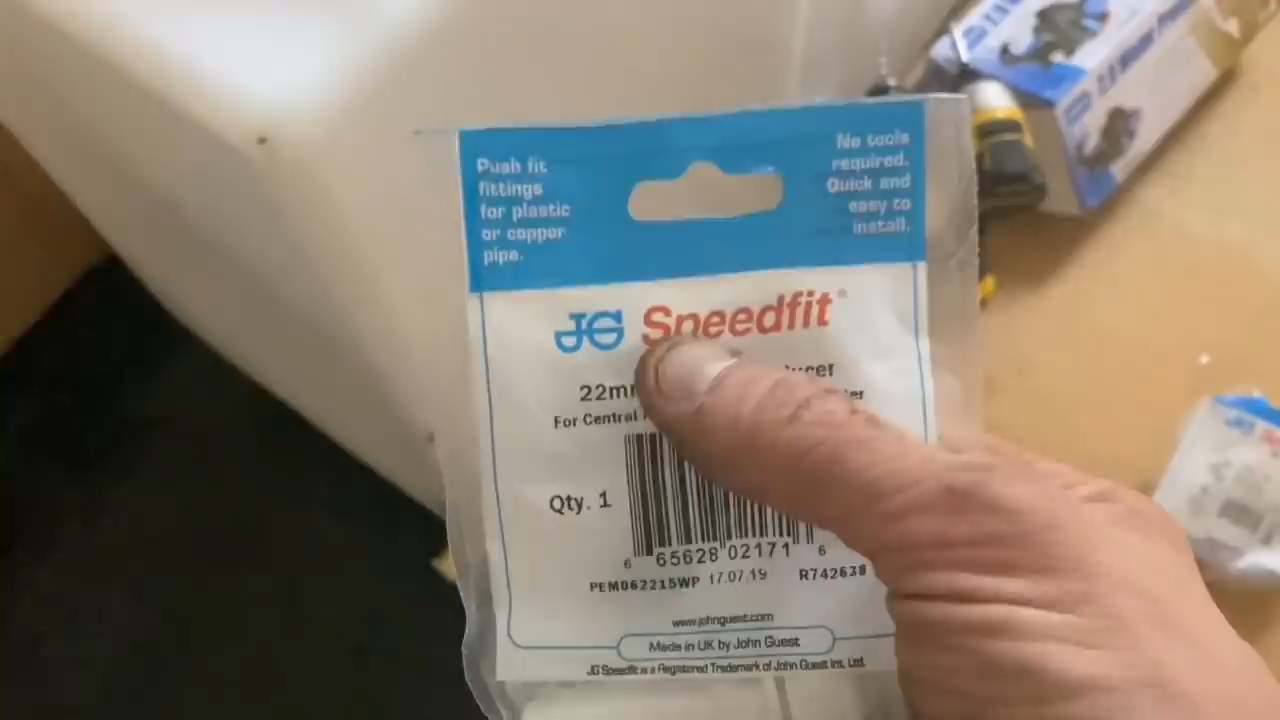 Push fit
fittings
for plastic
or copper
pipe.
No tools
required.
Quick and
easy to
install.
JG Speedfit®
22mm
For Central
Qty. 1
6 65628 02171 6
PEM062215WP 17.07.19 R742638
www.johnguest.com
Made in UK by John Guest
JG Speedfit is a Registered Trademark of John Guest Int. Ltd.